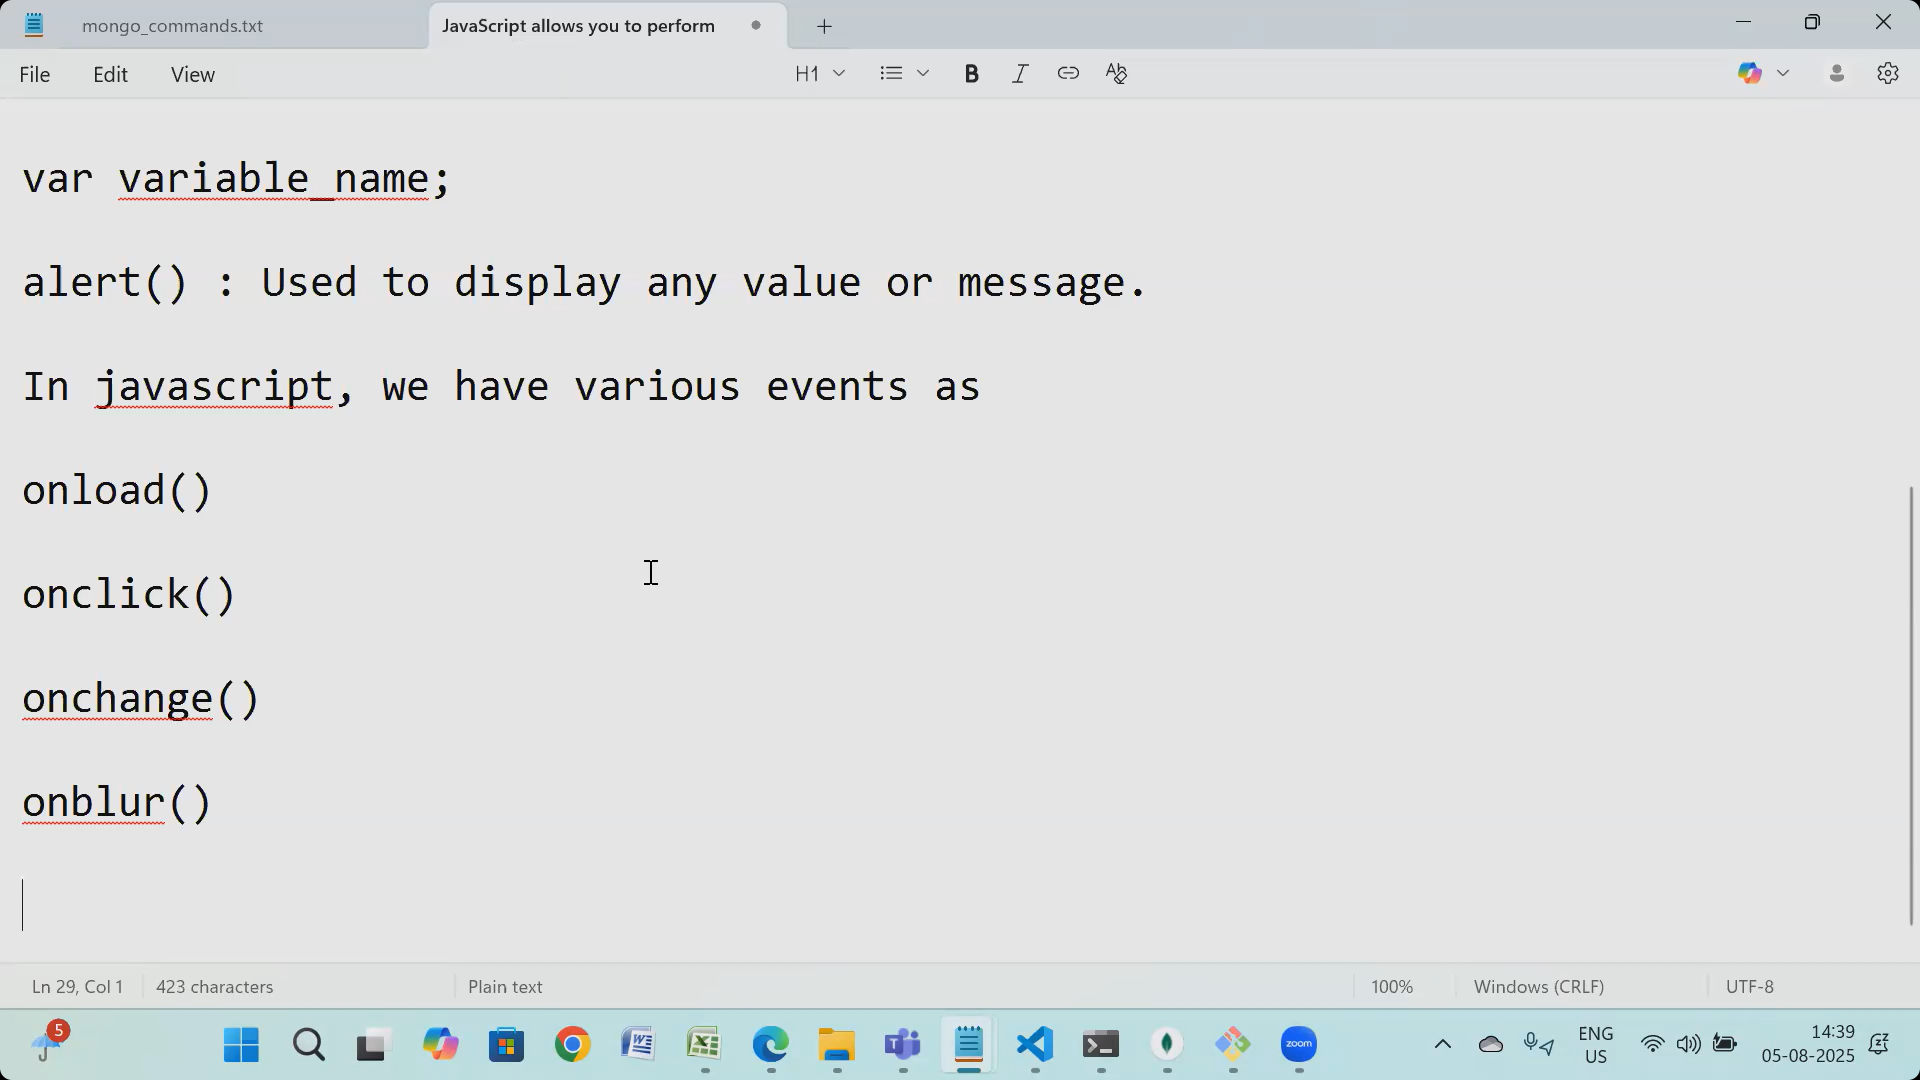 mongo_commands.txt
JavaScript allows you to perform
File Edit View
H1
var variable_name;
alert() : Used to display any value or message.
In javascript, we have various events as
onload()
onclick()
onchange()
onblur()
Ln 29, Col 1
423 characters
Plain text
100%
Windows (CRLF)
UTF-8
5
zoom
ENG
US
14:39
05-08-2025